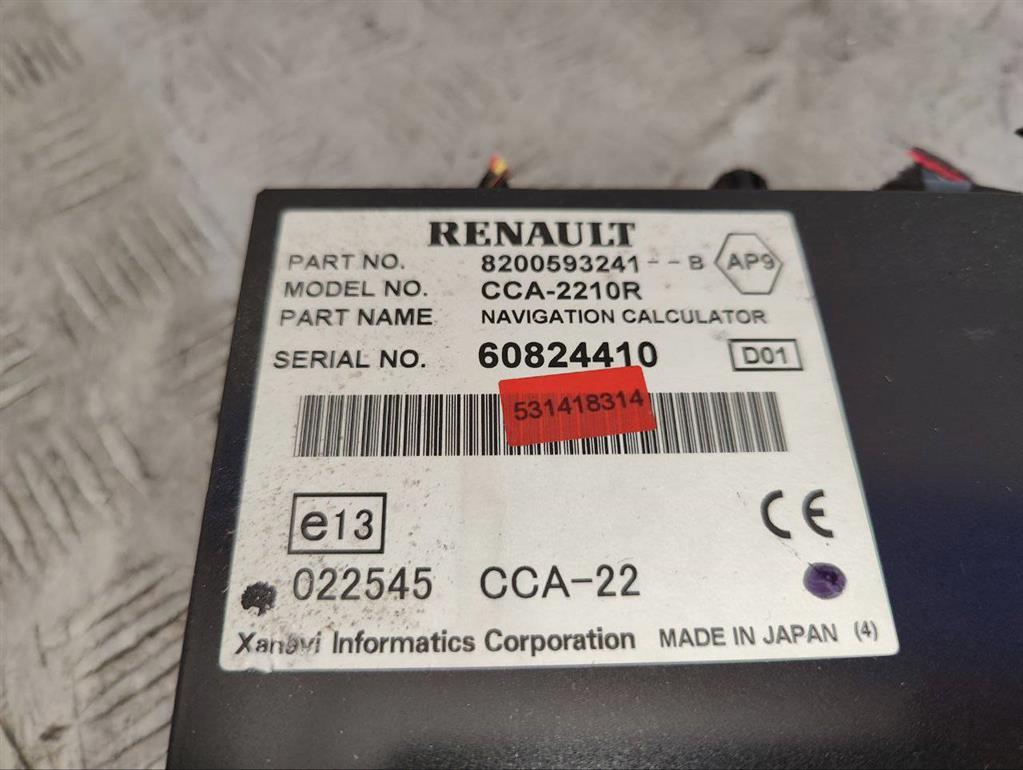 RENAULT
PART NO. 8200593241--B AP9
MODEL NO. CCA-2210R
PART NAME NAVIGATION CALCULATOR
SERIAL NO. 60824410 D01
531418314
e13 CE
022545 CCA-22
Xanavi Informatics Corporation MADE IN JAPAN (4)